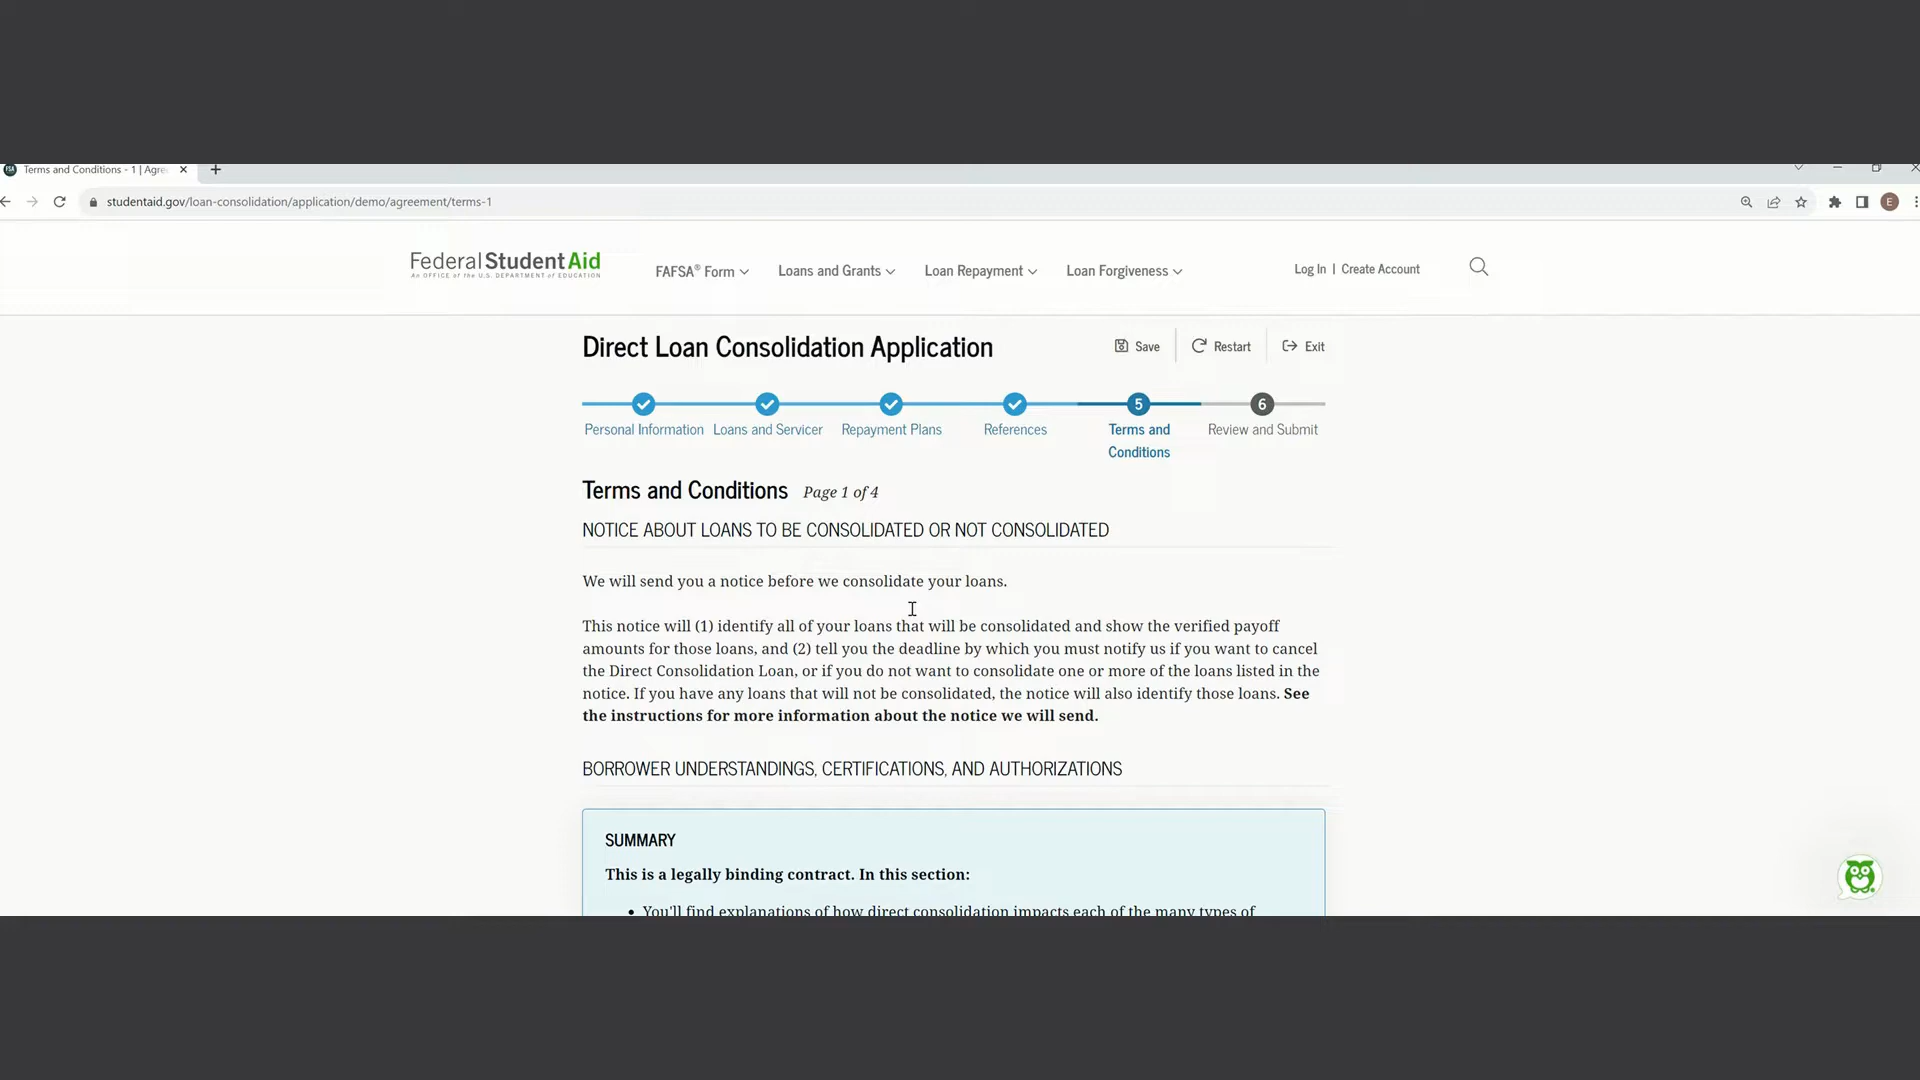 Terms and Conditions - 1 | Agre
studentaid.gov/loan-consolidation/application/demo/agreement/terms-1
E
Federal Student Aid
An OFFICE of the U.S. DEPARTMENT of EDUCATION
FAFSA® Form
Loans and Grants
Loan Repayment
Loan Forgiveness
Log In | Create Account
Direct Loan Consolidation Application
Save
Restart
Exit
5
6
Personal Information
Loans and Servicer
Repayment Plans
References
Terms and
Conditions
Review and Submit
Terms and Conditions Page 1 of 4
NOTICE ABOUT LOANS TO BE CONSOLIDATED OR NOT CONSOLIDATED
We will send you a notice before we consolidate your loans.
This notice will (1) identify all of your loans that will be consolidated and show the verified payoff
amounts for those loans, and (2) tell you the deadline by which you must notify us if you want to cancel
the Direct Consolidation Loan, or if you do not want to consolidate one or more of the loans listed in the
notice. If you have any loans that will not be consolidated, the notice will also identify those loans. See
the instructions for more information about the notice we will send.
BORROWER UNDERSTANDINGS, CERTIFICATIONS, AND AUTHORIZATIONS
SUMMARY
This is a legally binding contract. In this section:
• You'll find explanations of how direct consolidation impacts each of the many types of